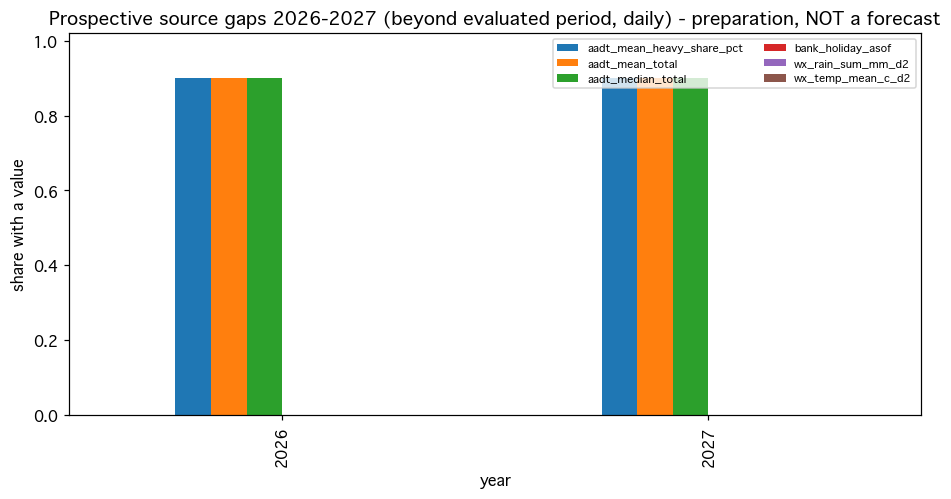 Prospective source gaps 2026-2027 (beyond evaluated period, daily) - preparation, NOT a forecast
aadt_mean_heavy_share_pct
aadt_mean_total
aadt_median_total
bank_holiday_asof
wx_rain_sum_mm_d2
wx_temp_mean_c_d2
share with a value
1.0
0.8
0.6
0.4
0.2
0.0
2026
2027
year